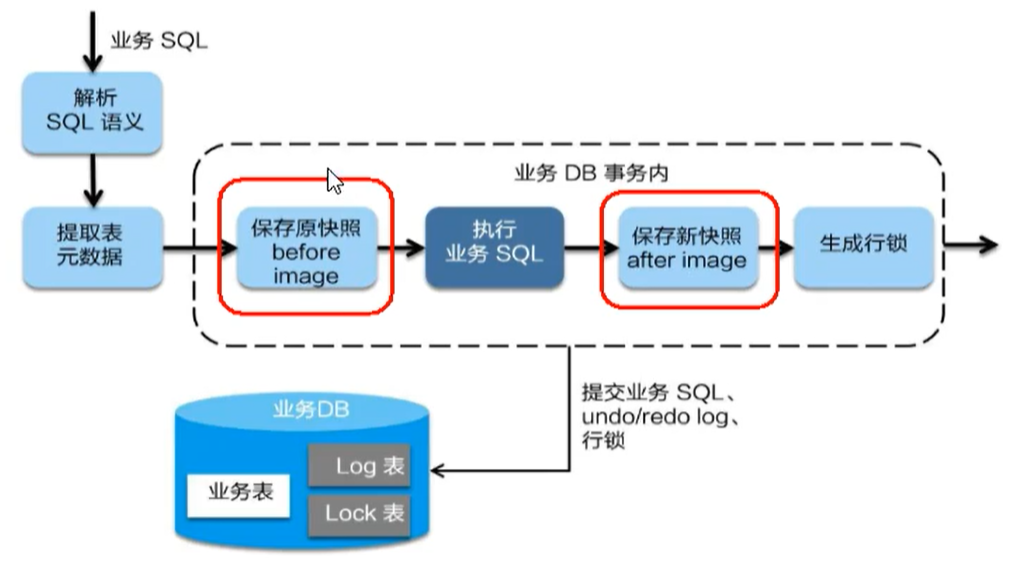 业务 SQL
解析
SQL 语义
业务 DB 事务内
提取表
元数据
保存原快照
before
image
执行
业务 SQL
保存新快照
after image
生成行锁
提交业务 SQL、
undo/redo log、
行锁
业务DB
Log 表
业务表
Lock 表